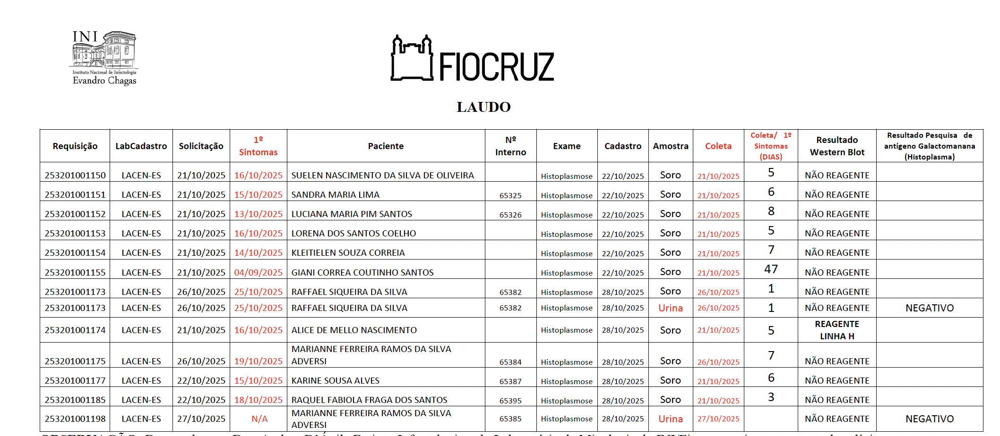 INI
Instituto Nacional de Infectologia
Evandro Chagas
FIOCRUZ
LAUDO
Requisição LabCadastro Solicitação 1º Sintomas Paciente Nº Interno Exame Cadastro Amostra Coleta Coleta/ 1º Sintomas (DIAS) Resultado Western Blot Resultado Pesquisa de antígeno Galactomanana (Histoplasma)
253201001150 LACEN-ES 21/10/2025 16/10/2025 SUELEN NASCIMENTO DA SILVA DE OLIVEIRA Histoplasmose 22/10/2025 Soro 21/10/2025 5 NÃO REAGENTE
253201001151 LACEN-ES 21/10/2025 15/10/2025 SANDRA MARIA LIMA 65325 Histoplasmose 22/10/2025 Soro 21/10/2025 6 NÃO REAGENTE
253201001152 LACEN-ES 21/10/2025 13/10/2025 LUCIANA MARIA PIM SANTOS 65326 Histoplasmose 22/10/2025 Soro 21/10/2025 8 NÃO REAGENTE
253201001153 LACEN-ES 21/10/2025 16/10/2025 LORENA DOS SANTOS COELHO Histoplasmose 22/10/2025 Soro 21/10/2025 5 NÃO REAGENTE
253201001154 LACEN-ES 21/10/2025 14/10/2025 KLEITIELEN SOUZA CORREIA Histoplasmose 22/10/2025 Soro 21/10/2025 7 NÃO REAGENTE
253201001155 LACEN-ES 21/10/2025 04/09/2025 GIANI CORREA COUTINHO SANTOS Histoplasmose 22/10/2025 Soro 21/10/2025 47 NÃO REAGENTE
253201001173 LACEN-ES 26/10/2025 25/10/2025 RAFFAEL SIQUEIRA DA SILVA 65382 Histoplasmose 28/10/2025 Soro 26/10/2025 1 NÃO REAGENTE
253201001173 LACEN-ES 26/10/2025 25/10/2025 RAFFAEL SIQUEIRA DA SILVA 65382 Histoplasmose 28/10/2025 Urina 26/10/2025 1 NÃO REAGENTE NEGATIVO
253201001174 LACEN-ES 21/10/2025 16/10/2025 ALICE DE MELLO NASCIMENTO Histoplasmose 28/10/2025 Soro 21/10/2025 5 REAGENTE LINHA H
253201001175 LACEN-ES 26/10/2025 19/10/2025 MARIANNE FERREIRA RAMOS DA SILVA ADVERSI 65384 Histoplasmose 28/10/2025 Soro 26/10/2025 7 NÃO REAGENTE
253201001177 LACEN-ES 22/10/2025 15/10/2025 KARINE SOUSA ALVES 65387 Histoplasmose 28/10/2025 Soro 21/10/2025 6 NÃO REAGENTE
253201001185 LACEN-ES 22/10/2025 18/10/2025 RAQUEL FABIOLA FRAGA DOS SANTOS 65395 Histoplasmose 28/10/2025 Soro 21/10/2025 3 NÃO REAGENTE
253201001198 LACEN-ES 27/10/2025 N/A MARIANNE FERREIRA RAMOS DA SILVA ADVERSI 65385 Histoplasmose 28/10/2025 Urina 27/10/2025 NÃO REAGENTE NEGATIVO